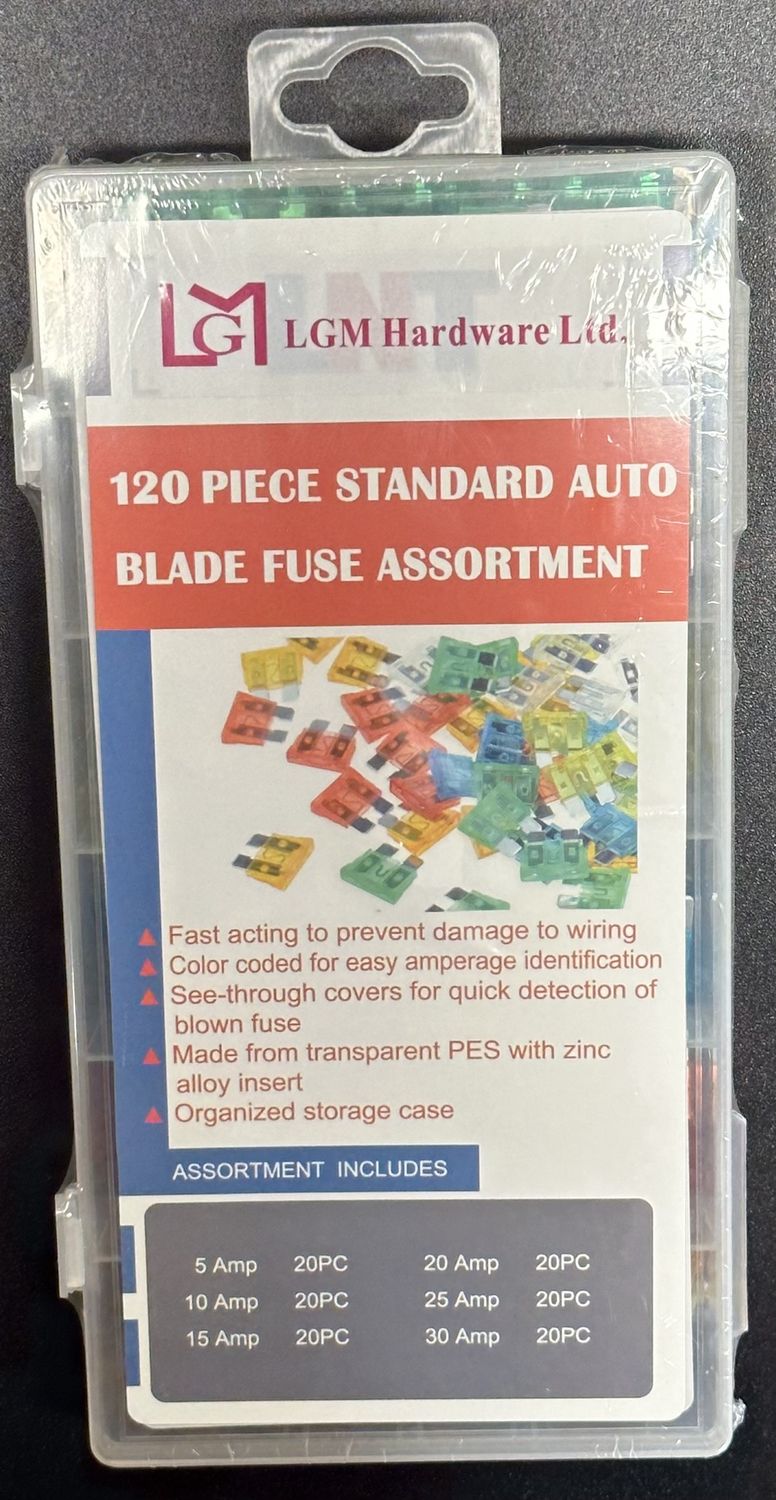 LGM LGM Hardware Ltd.
120 PIECE STANDARD AUTO
BLADE FUSE ASSORTMENT
▲ Fast acting to prevent damage to wiring
▲ Color coded for easy amperage identification
▲ See-through covers for quick detection of
blown fuse
▲ Made from transparent PES with zinc
alloy insert
▲ Organized storage case
ASSORTMENT INCLUDES
5 Amp 20PC 20 Amp 20PC
10 Amp 20PC 25 Amp 20PC
15 Amp 20PC 30 Amp 20PC